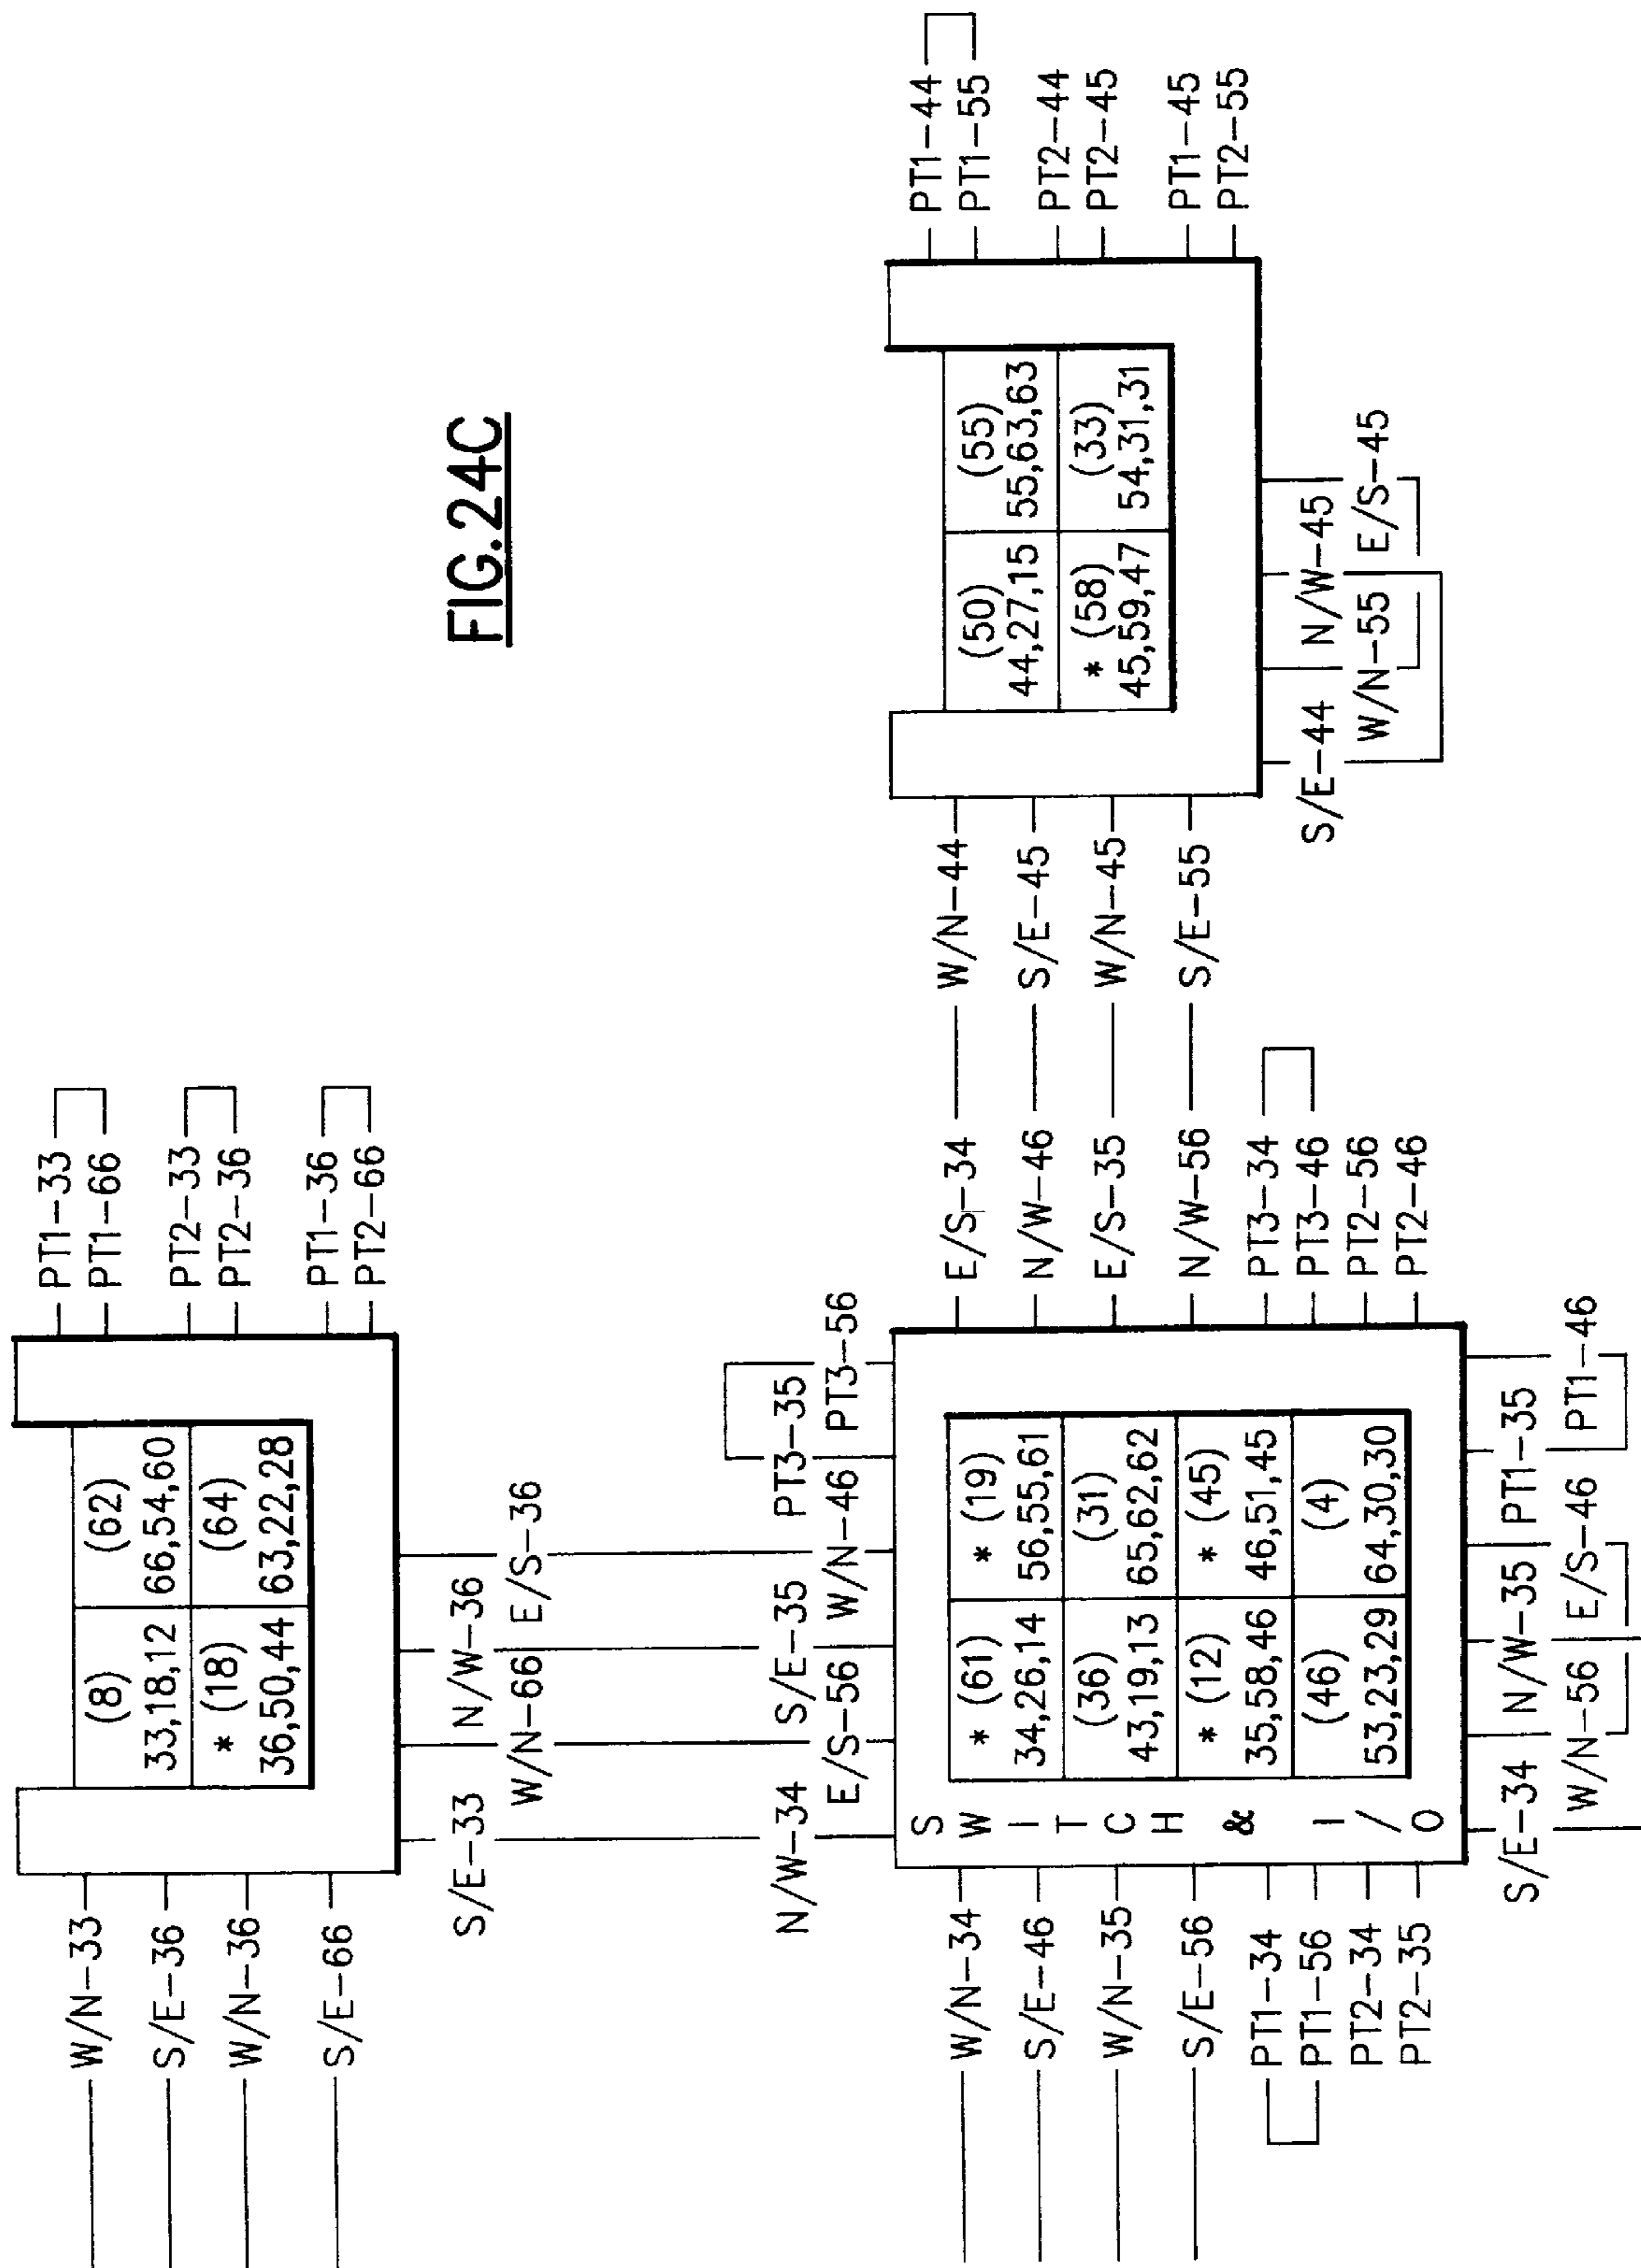 FIG.24C
W/N-33
S/E-36
W/N-36
S/E-66
(8)
33,18,12
(62)
66,54,60
* (18)
36,50,44
(64)
63,22,28
PT1-33
PT1-66
PT2-33
PT2-36
PT1-36
PT2-66
S/E-33
W/N-66
N/W-36
E/S-36
N/W-34
E/S-56
S/E-35
W/N-46
PT3-35
PT3-56
W/N-34
S/E-46
W/N-35
S/E-56
PT1-34
PT1-56
PT2-34
PT2-35
SWITCH & I/O
* (61)
34,26,14
* (19)
56,55,61
(36)
43,19,13
(31)
65,62,62
* (12)
35,58,46
* (45)
46,51,45
(46)
53,23,29
(4)
64,30,30
E/S-34
N/W-46
E/S-35
N/W-56
PT3-34
PT3-46
PT2-56
PT2-46
S/E-34
W/N-56
N/W-35
E/S-46
PT1-35
PT1-46
W/N-44
S/E-45
W/N-45
S/E-55
(50)
44,27,15
(55)
55,63,63
* (58)
45,59,47
(33)
54,31,31
PT1-44
PT1-55
PT2-44
PT2-45
PT1-45
PT2-55
S/E-44
W/N-55
N/W-45
E/S-45